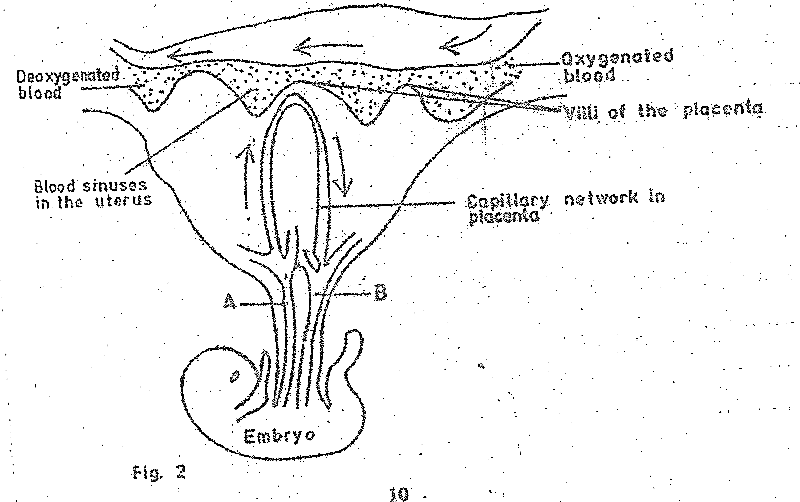 Deoxygenated
blood
Oxygenated
blood
Villi of the placenta
Blood sinuses
in the uterus
Capillary network in
placenta
A
B
Embryo
Fig. 2
10